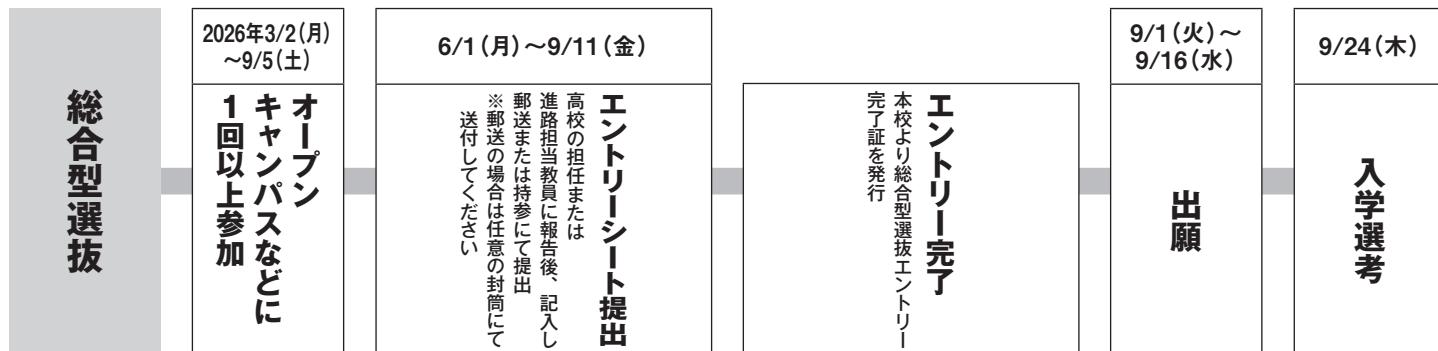 総合型選抜
2026年3/2（月）
～9/5（土）
オープン
キャンパスなどに
1回以上参加
6/1（月）～9/11（金）
エントリーシート提出
高校の担任または
進路担当教員に報告後、記入し
郵送または持参にて提出
※郵送の場合は任意の封筒にて
送付してください
エントリー完了
本校より総合型選抜エントリー
完了証を発行
9/1（火）～
9/16（水）
出願
9/24（木）
入学選考